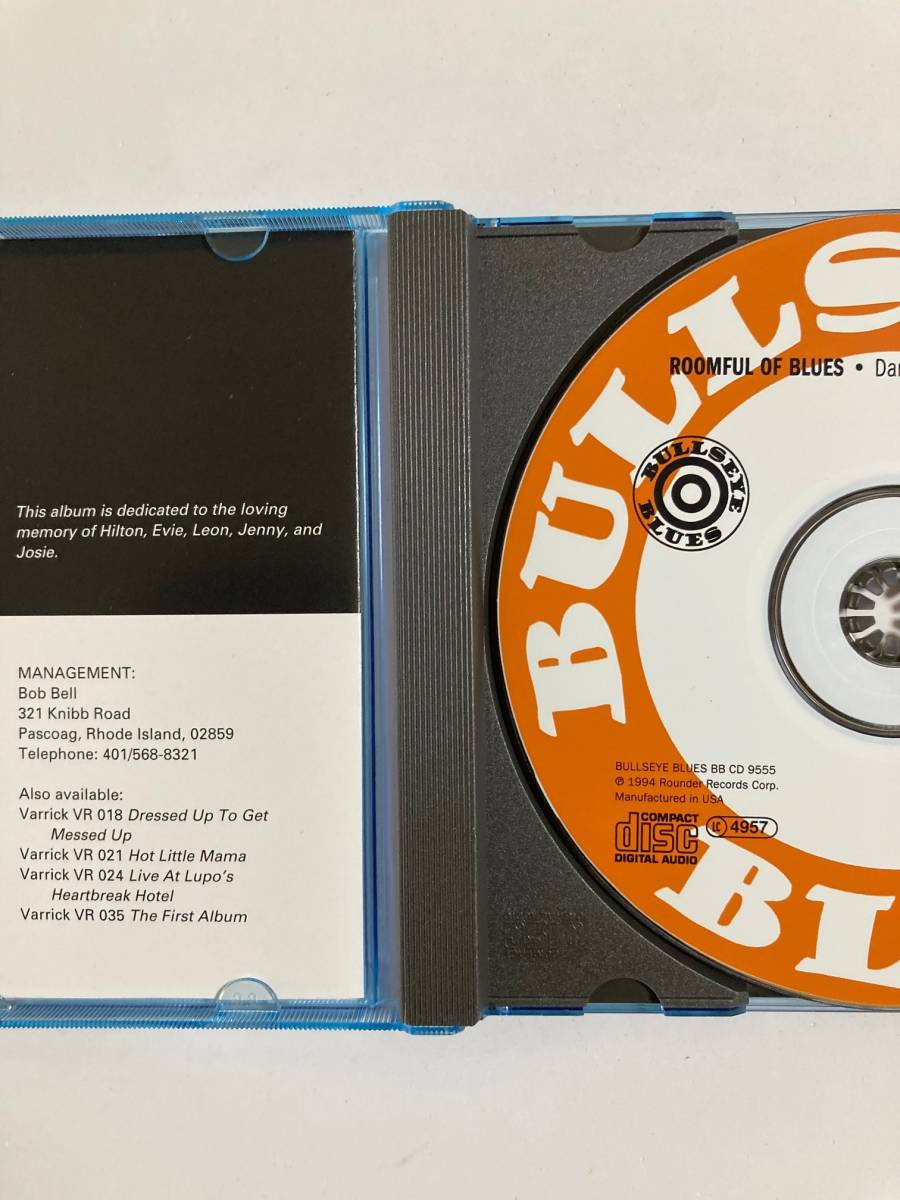 This album is dedicated to the loving
memory of Hilton, Evie, Leon, Jenny, and
Josie.
MANAGEMENT:
Bob Bell
321 Knibb Road
Pascoag, Rhode Island, 02859
Telephone: 401/568-8321
Also available:
Varrick VR 018 Dressed Up To Get
Messed Up
Varrick VR 021 Hot Little Mama
Varrick VR 024 Live At Lupo's
Heartbreak Hotel
Varrick VR 035 The First Album
BULLS
ROOMFUL OF BLUES • Dan
BULLSEYE
BLUES
BULLSEYE BLUES BB CD 9555
℗ 1994 Rounder Records Corp.
Manufactured in USA
COMPACT
disc
DIGITAL AUDIO
LC 4957
BL